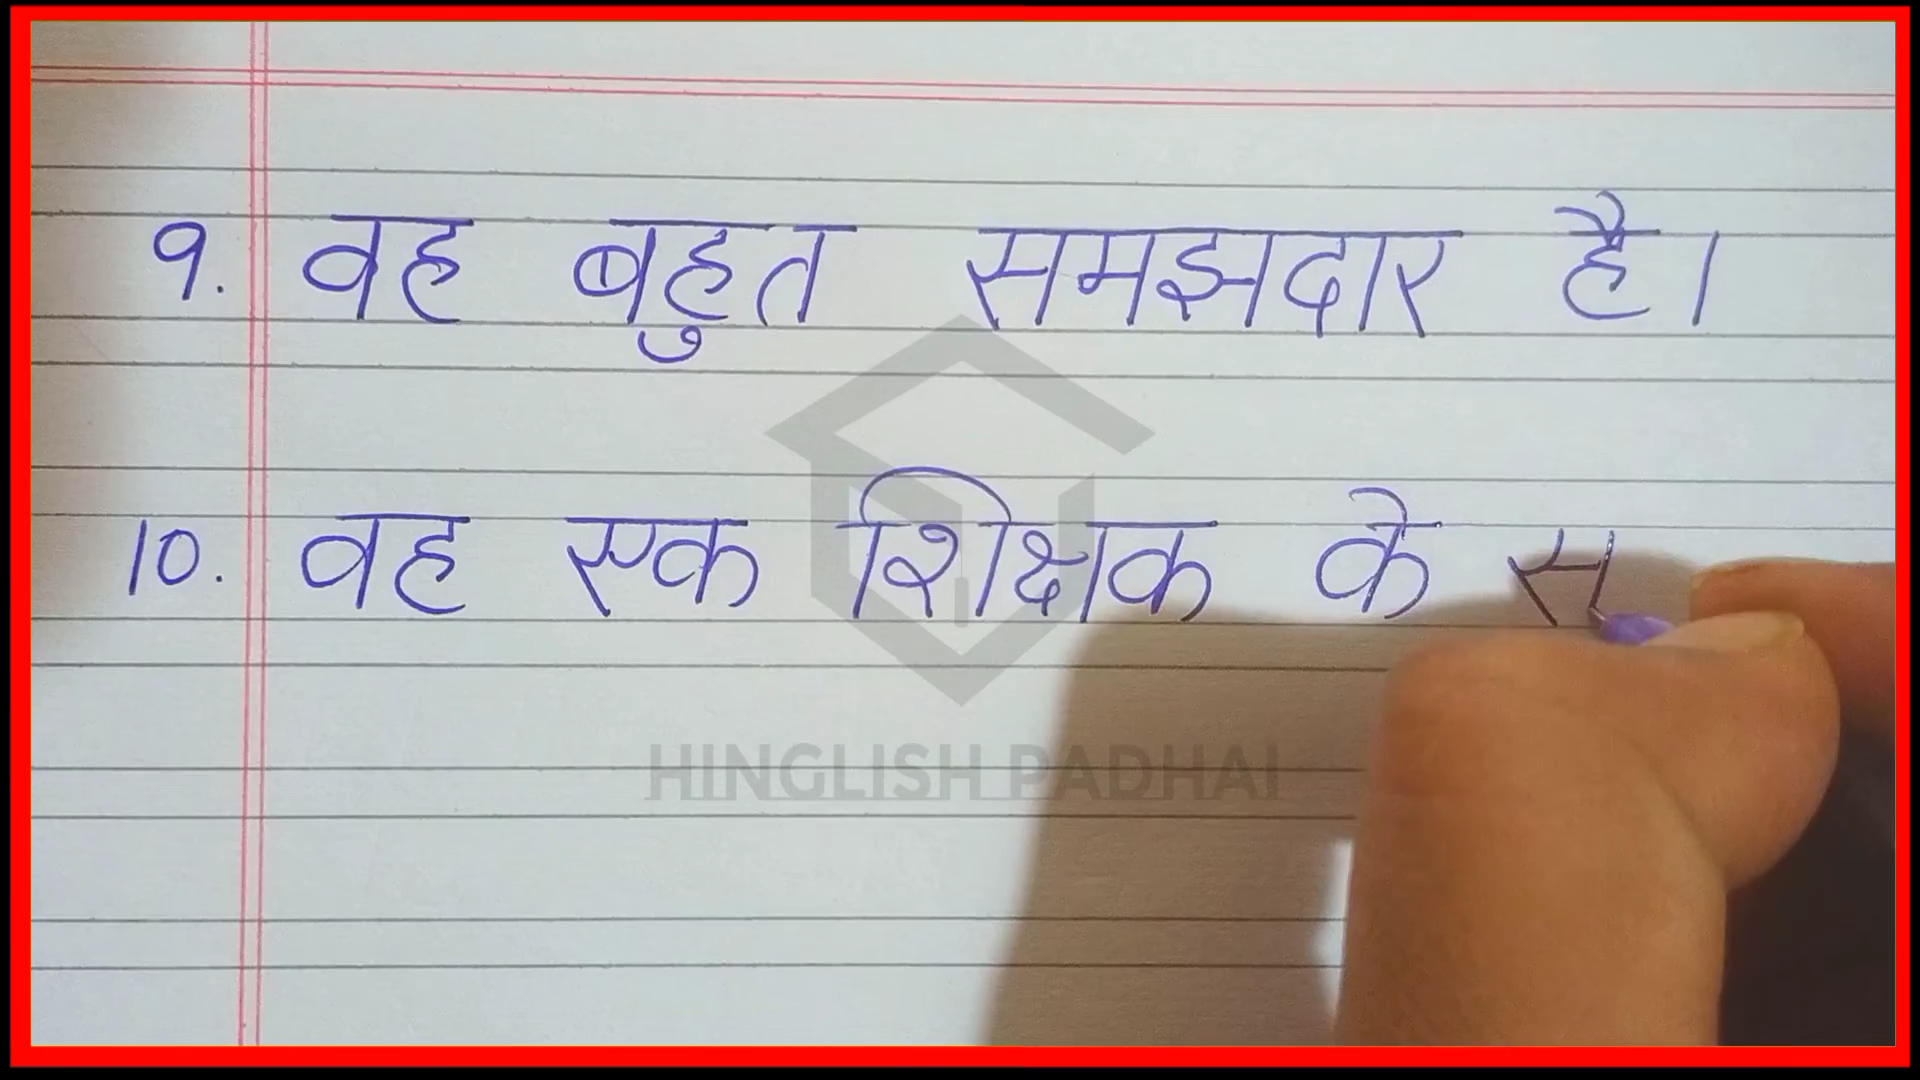 9. वह बहुत समझदार है।
10. वह एक शिक्षक के स
HINGLISH PADHAI